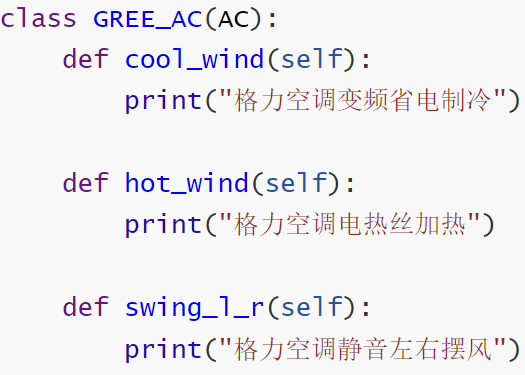 class GREE_AC(AC):
    def cool_wind(self):
        print("格力空调变频省电制冷")

    def hot_wind(self):
        print("格力空调电热丝加热")

    def swing_l_r(self):
        print("格力空调静音左右摆风")